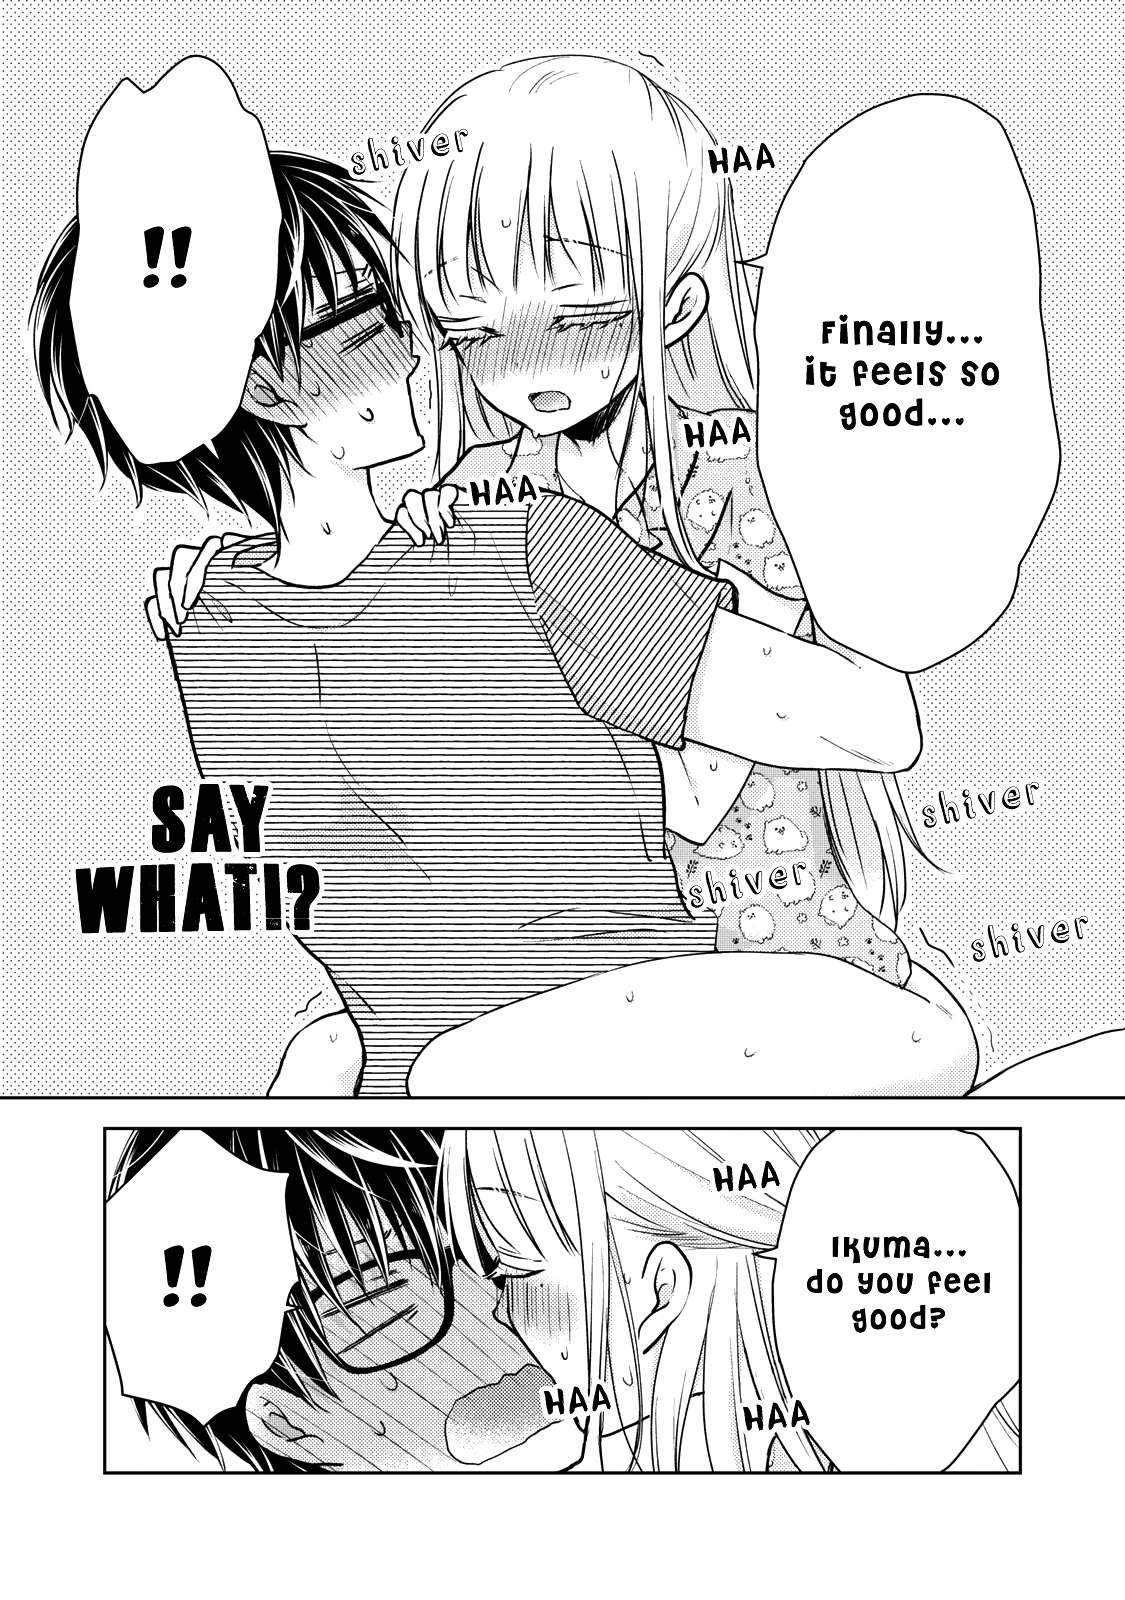 HAA
Finally...
it feels so
good...
shiver
!!
HAA
HAA
SAY
WHAT!?
shiver
shiver
shiver
HAA
Ikuma...
do you feel
good?
!!
HAA
HAA